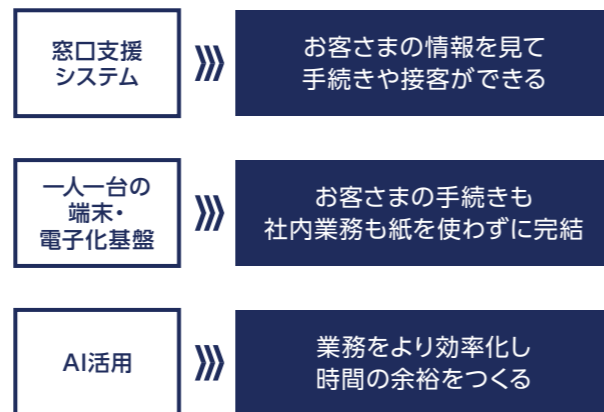 窓口支援
システム
お客さまの情報を見て
手続きや接客ができる
一人一台の
端末・
電子化基盤
お客さまの手続きも
社内業務も紙を使わずに完結
AI活用
業務をより効率化し
時間の余裕をつくる